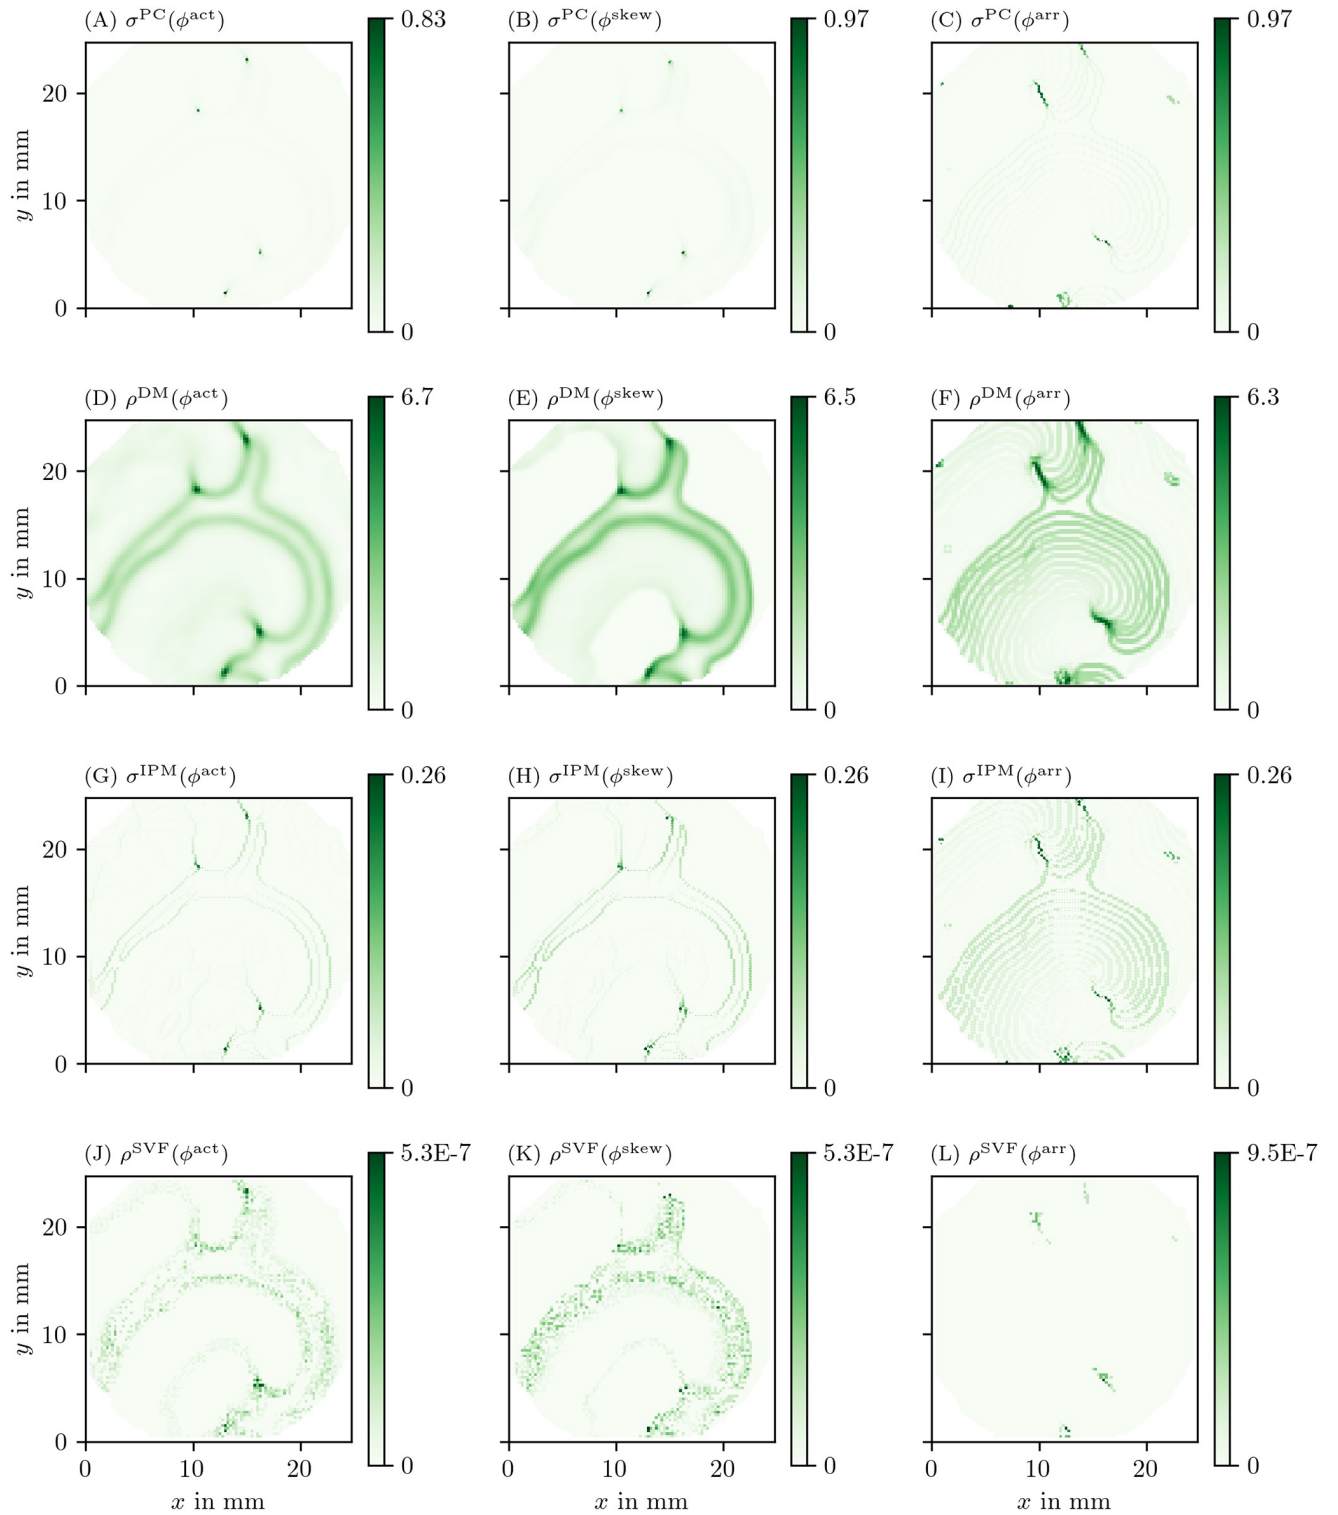 (A) σ^PC(ϕ^act) 0.83 (B) σ^PC(ϕ^skew) 0.97 (C) σ^PC(ϕ^arr) 0.97
20
10
y in mm
0 0 0 0
(D) ρ^DM(ϕ^act) 6.7 (E) ρ^DM(ϕ^skew) 6.5 (F) ρ^DM(ϕ^arr) 6.3
20
10
y in mm
0 0 0 0
(G) σ^IPM(ϕ^act) 0.26 (H) σ^IPM(ϕ^skew) 0.26 (I) σ^IPM(ϕ^arr) 0.26
20
10
y in mm
0 0 0 0
(J) ρ^SVF(ϕ^act) 5.3E-7 (K) ρ^SVF(ϕ^skew) 5.3E-7 (L) ρ^SVF(ϕ^arr) 9.5E-7
20
10
y in mm
0 0 0 0
0 10 20 0 10 20 0 10 20
x in mm x in mm x in mm